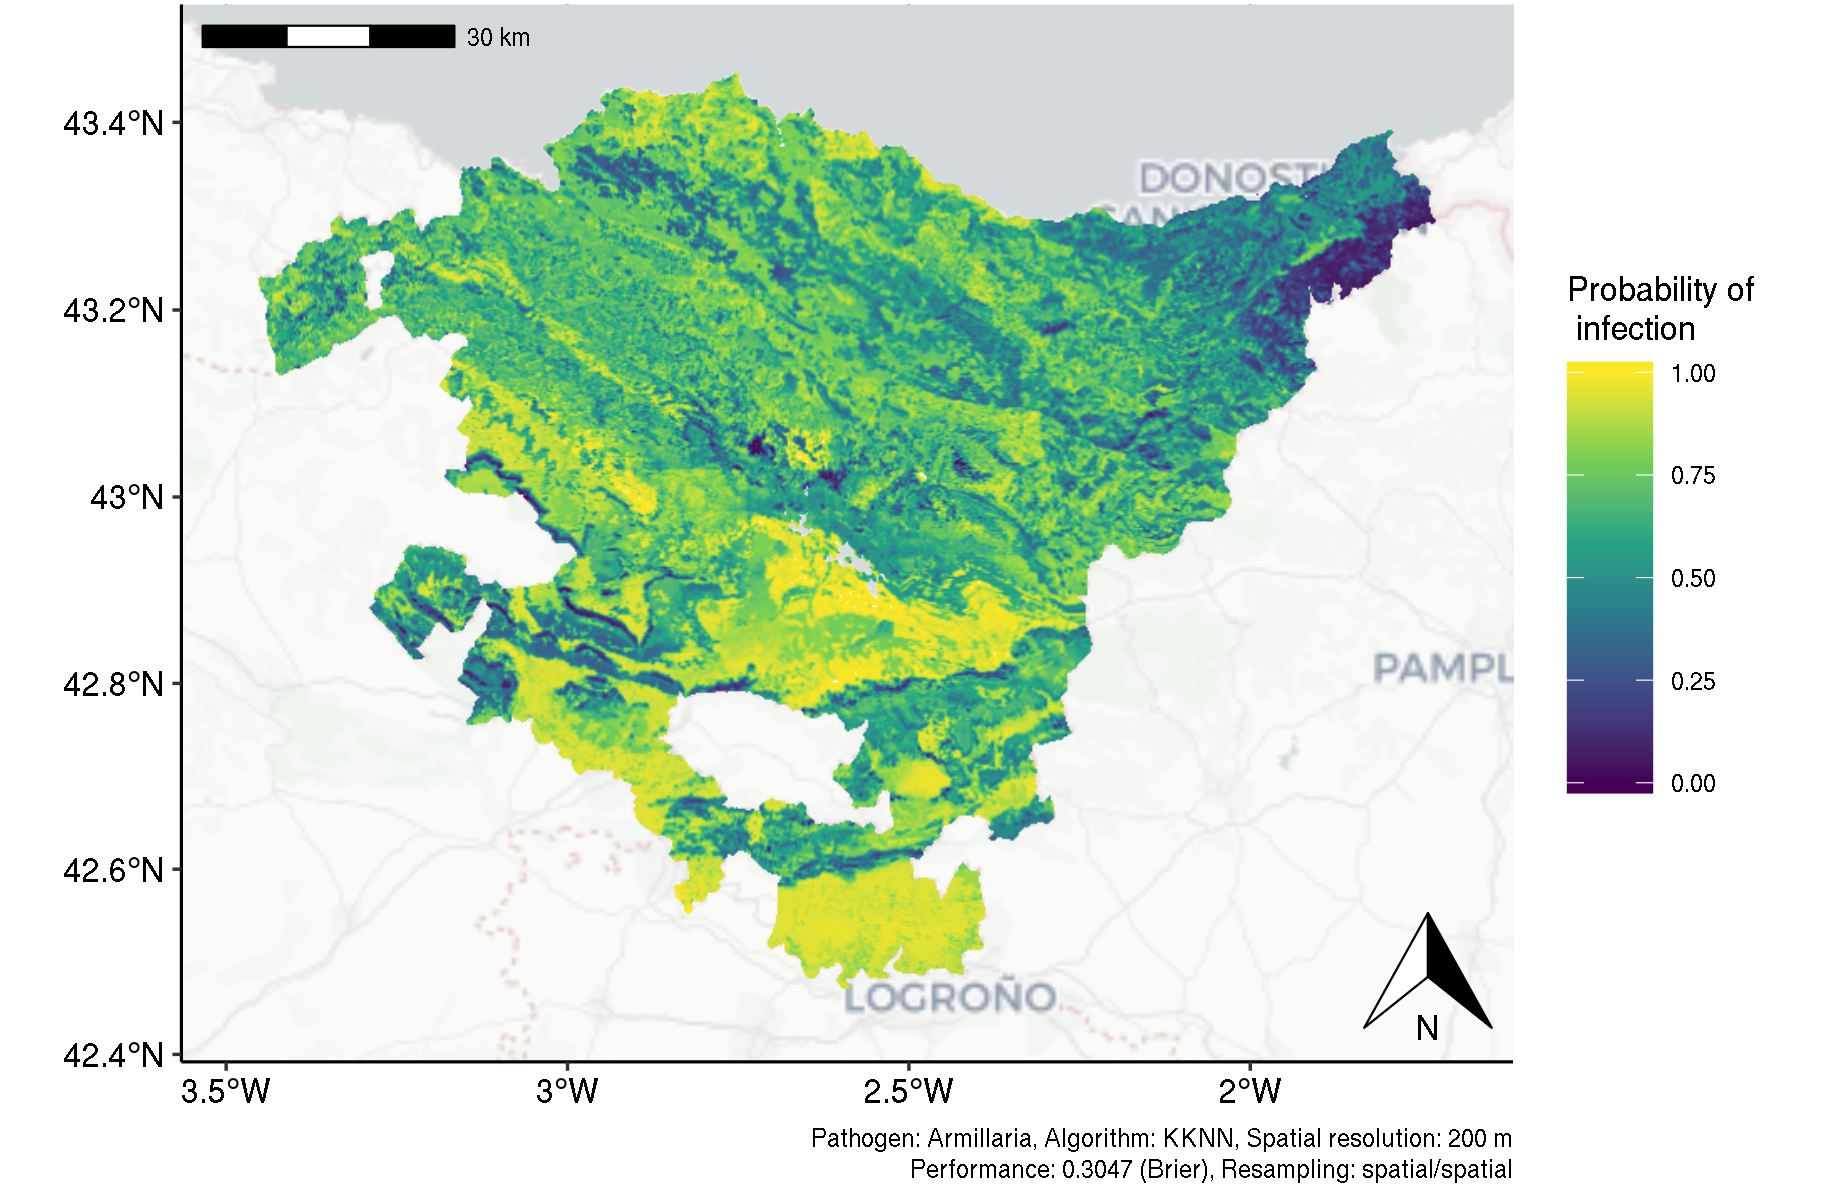 30 km
43.4°N
43.2°N
43°N
42.8°N
42.6°N
42.4°N
3.5°W
3°W
2.5°W
2°W
DONOSTI
PAMPL
LOGROÑO
N
Probability of
infection
1.00
0.75
0.50
0.25
0.00
Pathogen: Armillaria, Algorithm: KKNN, Spatial resolution: 200 m
Performance: 0.3047 (Brier), Resampling: spatial/spatial